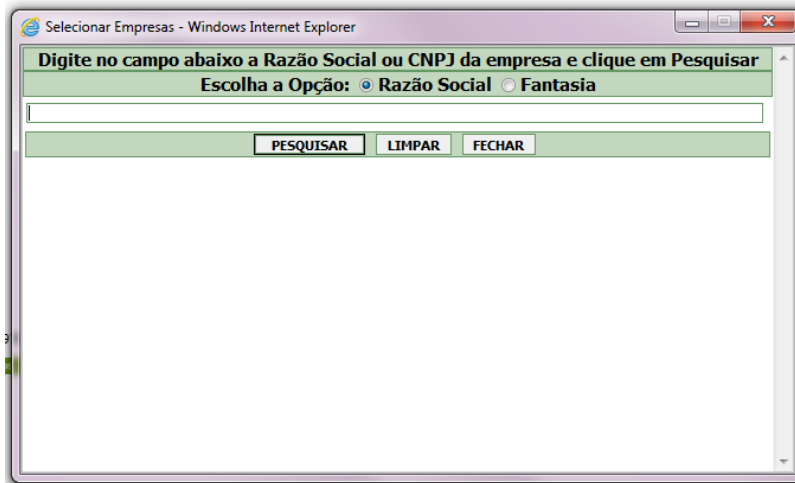 Selecionar Empresas - Windows Internet Explorer
Digite no campo abaixo a Razão Social ou CNPJ da empresa e clique em Pesquisar
Escolha a Opção: Razão Social Fantasia
PESQUISAR LIMPAR FECHAR